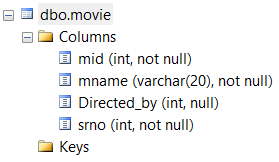 dbo.movie
Columns
mid (int, not null)
mname (varchar(20), not null)
Directed_by (int, null)
srno (int, not null)
Keys